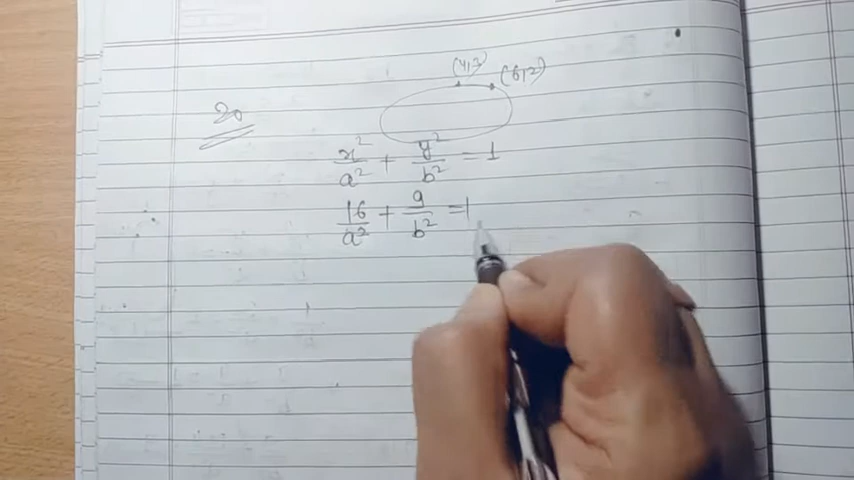 (4,3) (6,2)
20
x²/a² + y²/b² = 1
16/a² + 9/b² = 1